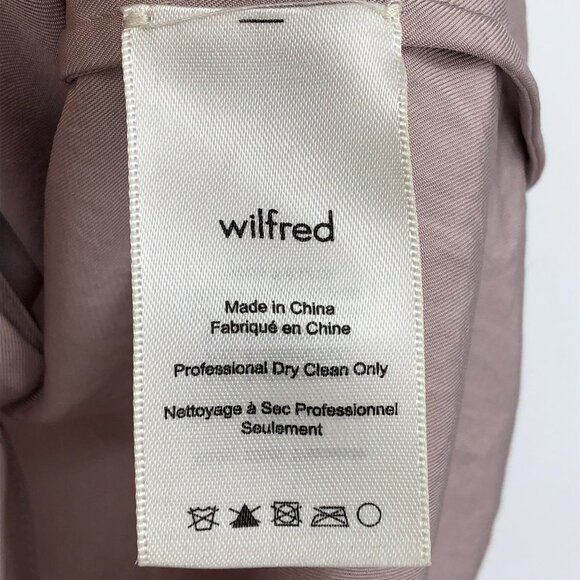 wilfred
Made in China
Fabriqué en Chine
Professional Dry Clean Only
Nettoyage à Sec Professionnel
Seulement